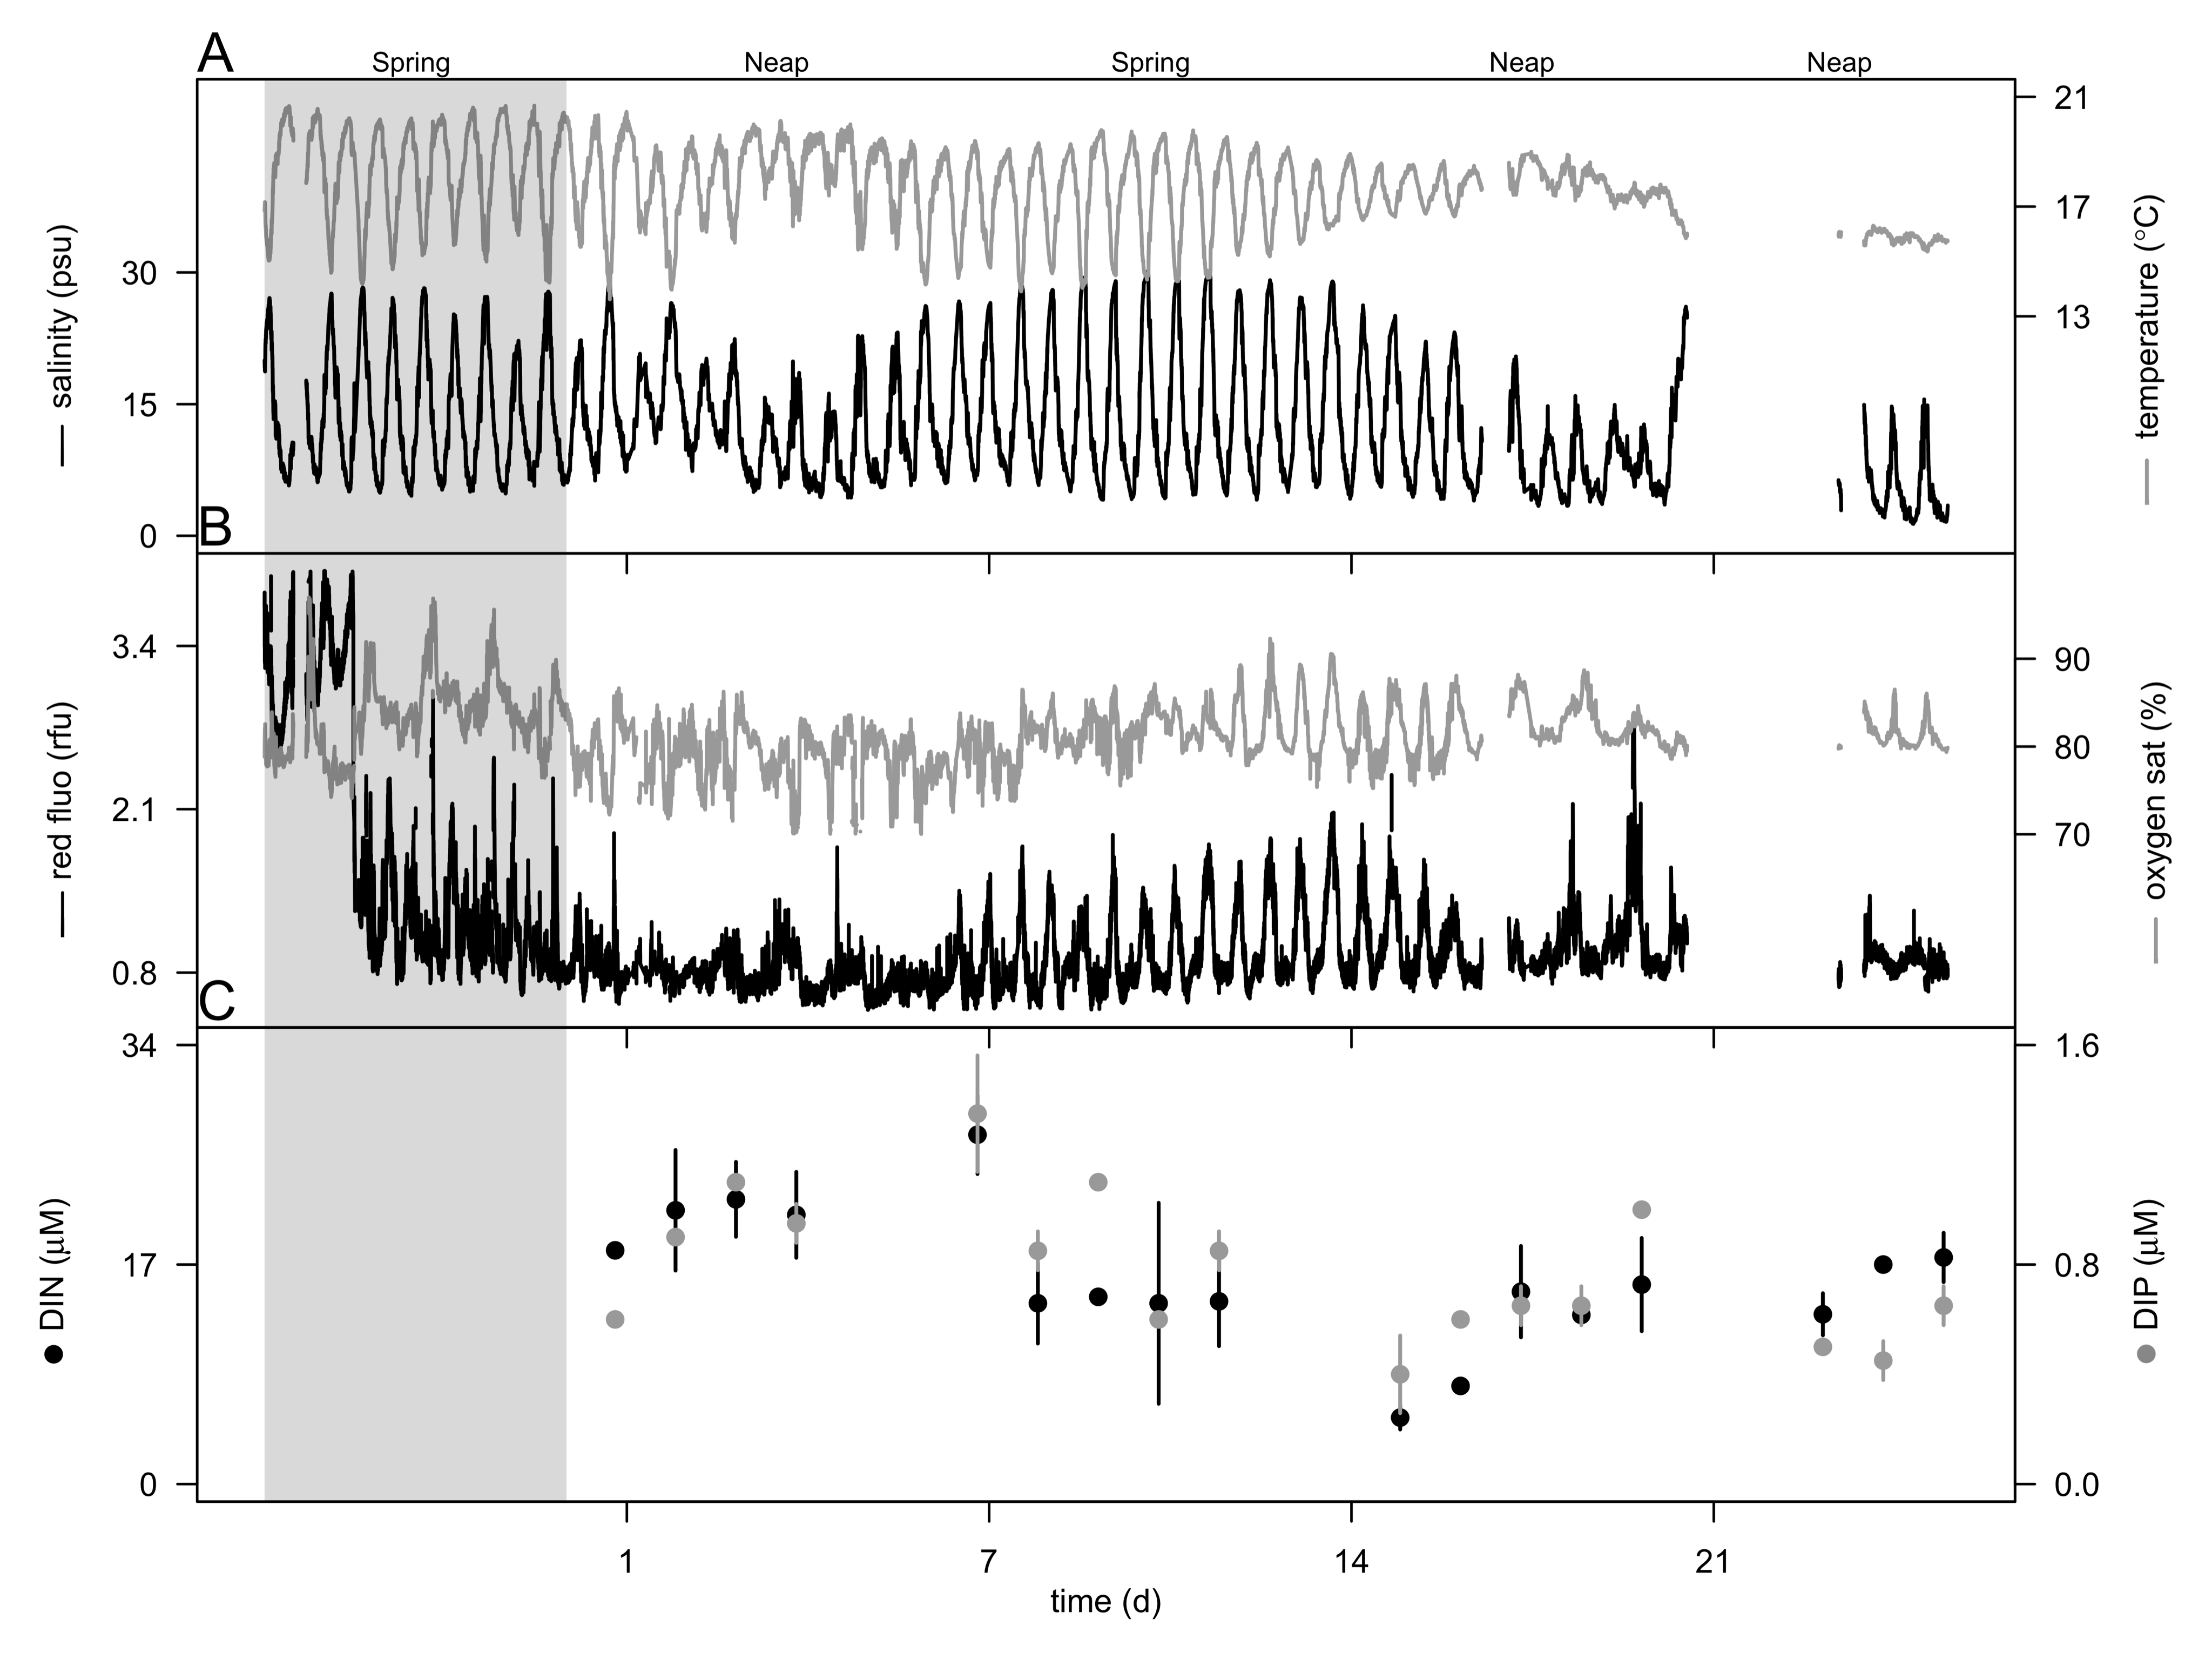 A
Spring
Neap
Spring
Neap
Neap
30
15
0
— salinity (psu)
21
17
13
— temperature (°C)
B
3.4
2.1
0.8
— red fluo (rfu)
90
80
70
— oxygen sat (%)
C
34
17
0
● DIN (μM)
1.6
0.8
0.0
● DIP (μM)
1
7
14
21
time (d)